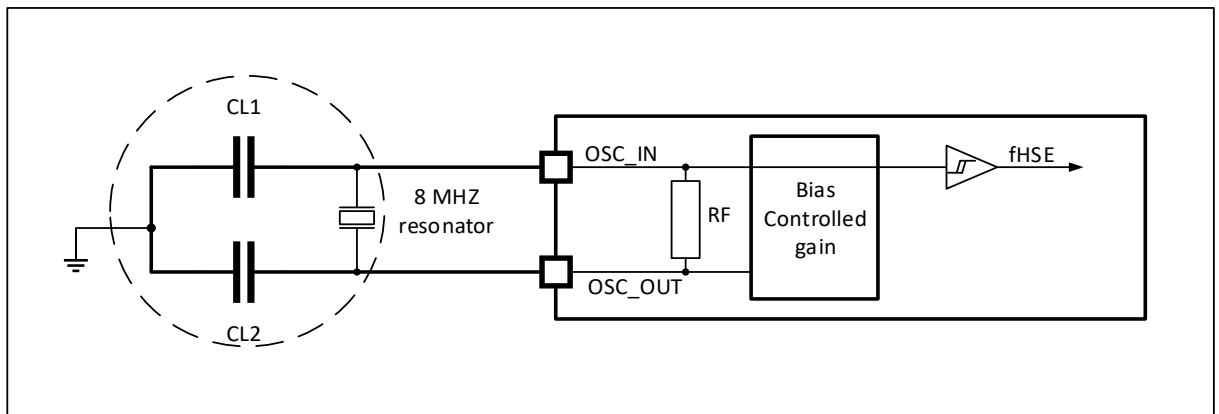 CL1
OSC_IN
fHSE
8 MHZ
resonator
RF
Bias
Controlled
gain
OSC_OUT
CL2